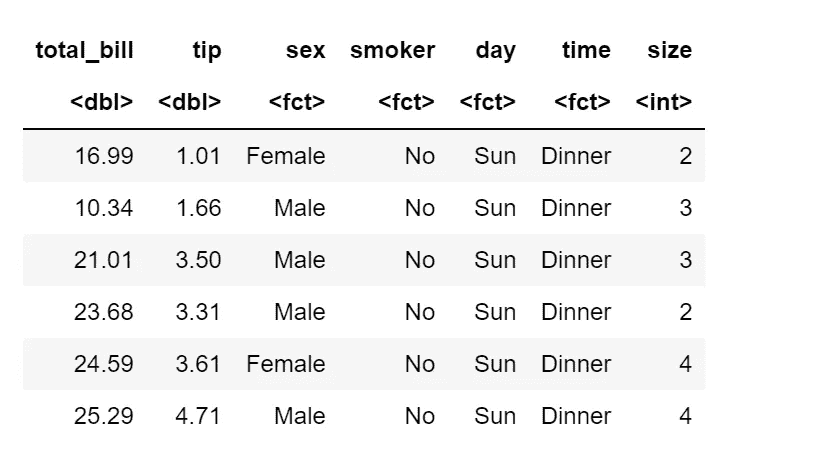 total_bill tip sex smoker day time size
<dbl> <dbl> <fct> <fct> <fct> <fct> <int>
16.99 1.01 Female No Sun Dinner 2
10.34 1.66 Male No Sun Dinner 3
21.01 3.50 Male No Sun Dinner 3
23.68 3.31 Male No Sun Dinner 2
24.59 3.61 Female No Sun Dinner 4
25.29 4.71 Male No Sun Dinner 4